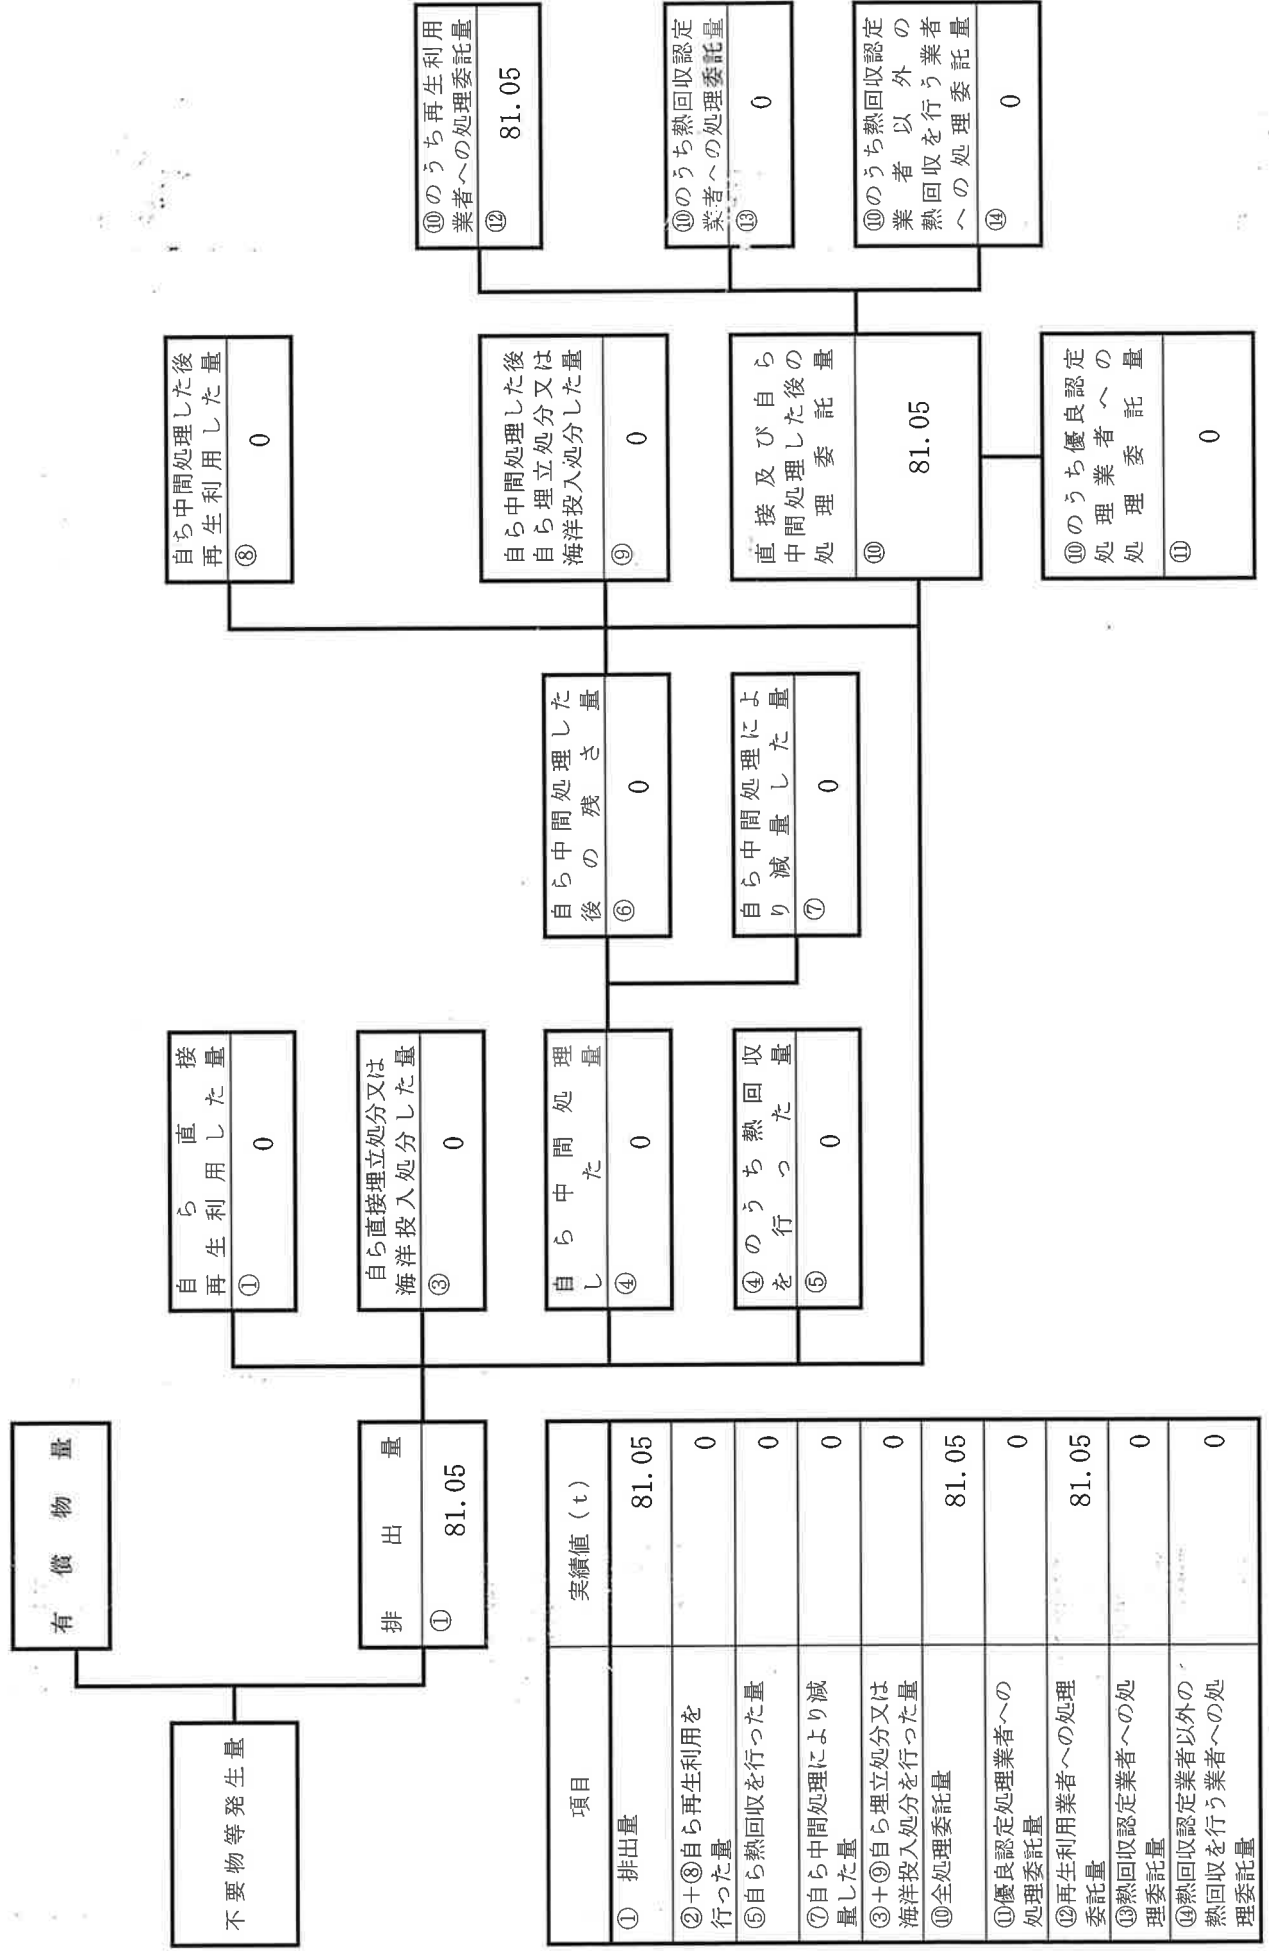 不要物等発生量
有償物量
排出量
① 81.05
自ら直接
再生利用した量
① 0
自ら直接埋立処分又は
海洋投入処分した量
③ 0
自ら中間処理
した量
④ 0
④のうち熱回収
を行った量
⑤ 0
自ら中間処理した
後の残さ量
⑥ 0
自ら中間処理によ
り減量した量
⑦ 0
自ら中間処理した後
再生利用した量
⑧ 0
自ら中間処理した後
自ら埋立処分又は
海洋投入処分した量
⑨ 0
直接及び自ら
中間処理した後の
処理委託量
⑩ 81.05
⑩のうち優良認定
処理業者への
処理委託量
⑪ 0
⑩のうち再生利用
業者への処理委託量
⑫ 81.05
⑩のうち熱回収認定
業者への処理委託量
⑬ 0
⑩のうち熱回収認定
業者以外の
熱回収を行う業者
への処理委託量
⑭ 0
項目 実績値(t)
① 排出量 81.05
②+⑧自ら再生利用を
行った量 0
⑤自ら熱回収を行った量 0
⑦自ら中間処理により減
量した量 0
③+⑨自ら埋立処分又は
海洋投入処分を行った量 0
⑩全処理委託量 81.05
⑪優良認定処理業者への
処理委託量 0
⑫再生利用業者への処理
委託量 81.05
⑬熱回収認定業者への処
理委託量 0
⑭熱回収認定業者以外の
熱回収を行う業者への処
理委託量 0